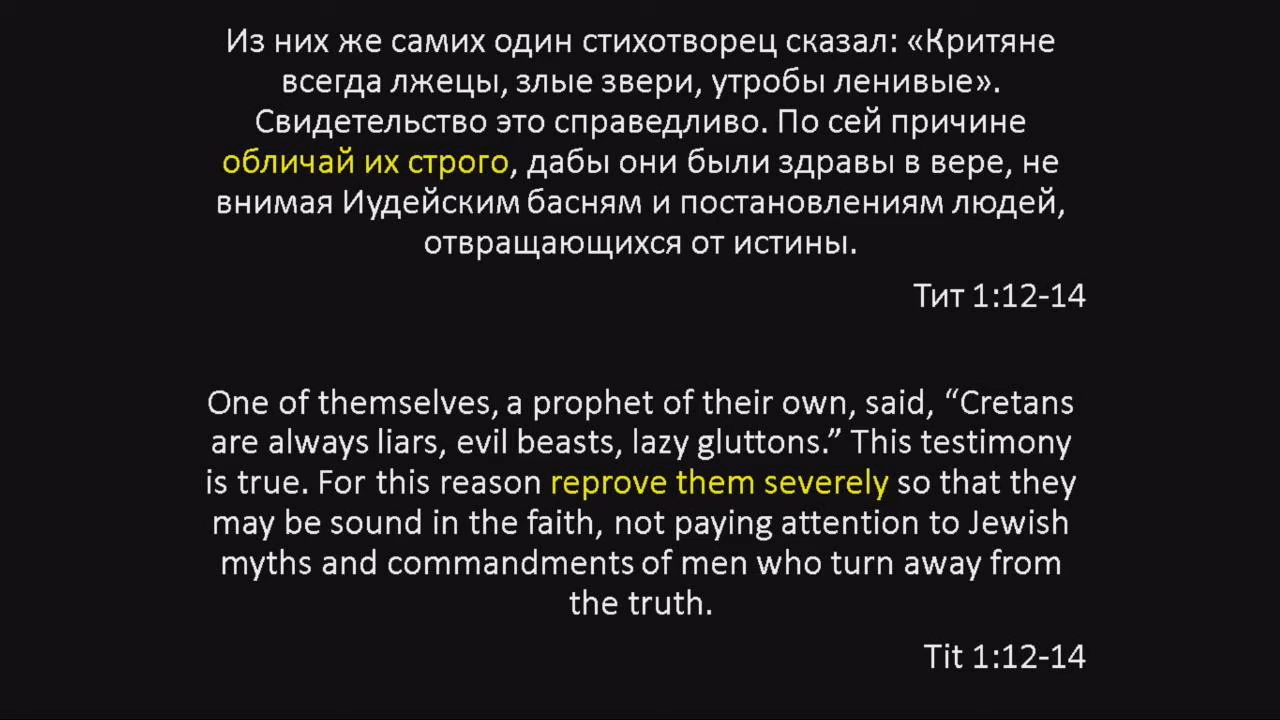 Из них же самих один стихотворец сказал: «Критяне
всегда лжецы, злые звери, утробы ленивые».
Свидетельство это справедливо. По сей причине
обличай их строго, дабы они были здравы в вере, не
внимая Иудейским басням и постановлениям людей,
отвращающихся от истины.
Тит 1:12-14
One of themselves, a prophet of their own, said, “Cretans
are always liars, evil beasts, lazy gluttons.” This testimony
is true. For this reason reprove them severely so that they
may be sound in the faith, not paying attention to Jewish
myths and commandments of men who turn away from
the truth.
Tit 1:12-14